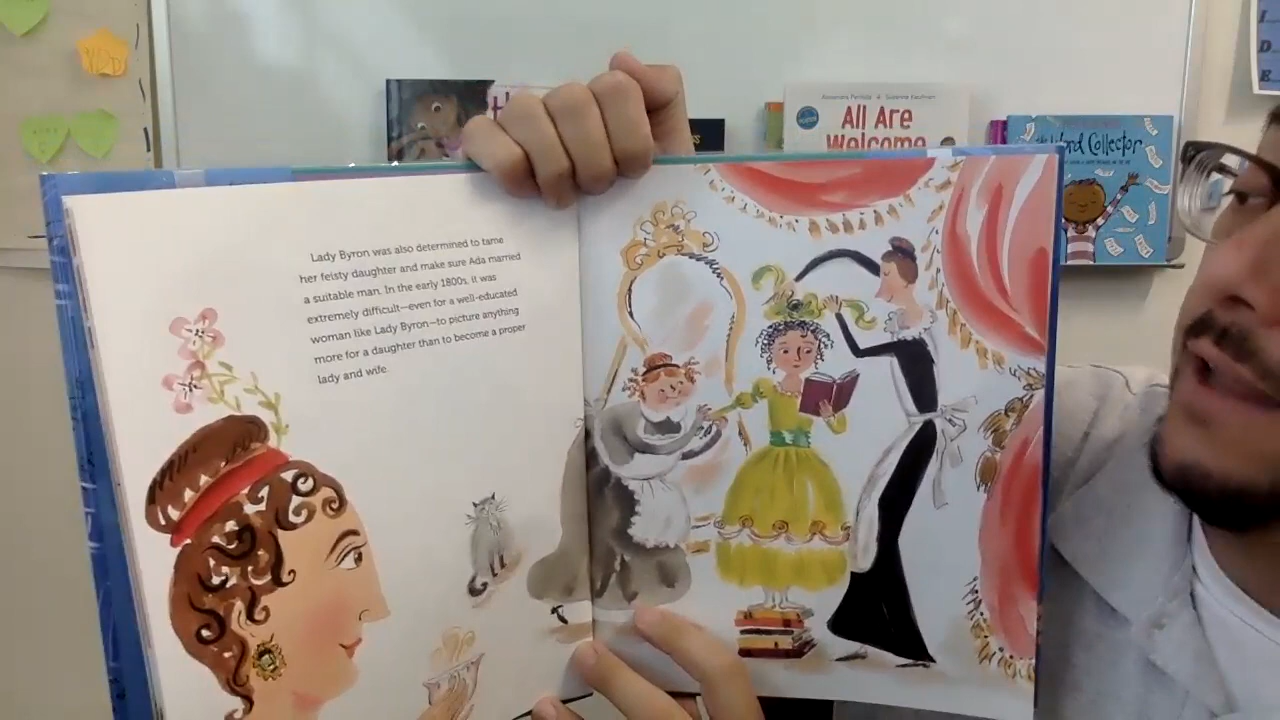 All Are
Welcome
Word Collector
Lady Byron was also determined to tame
her feisty daughter and make sure Ada married
a suitable man. In the early 1800s, it was
extremely difficult—even for a well-educated
woman like Lady Byron—to picture anything
more for a daughter than to become a proper
lady and wife.